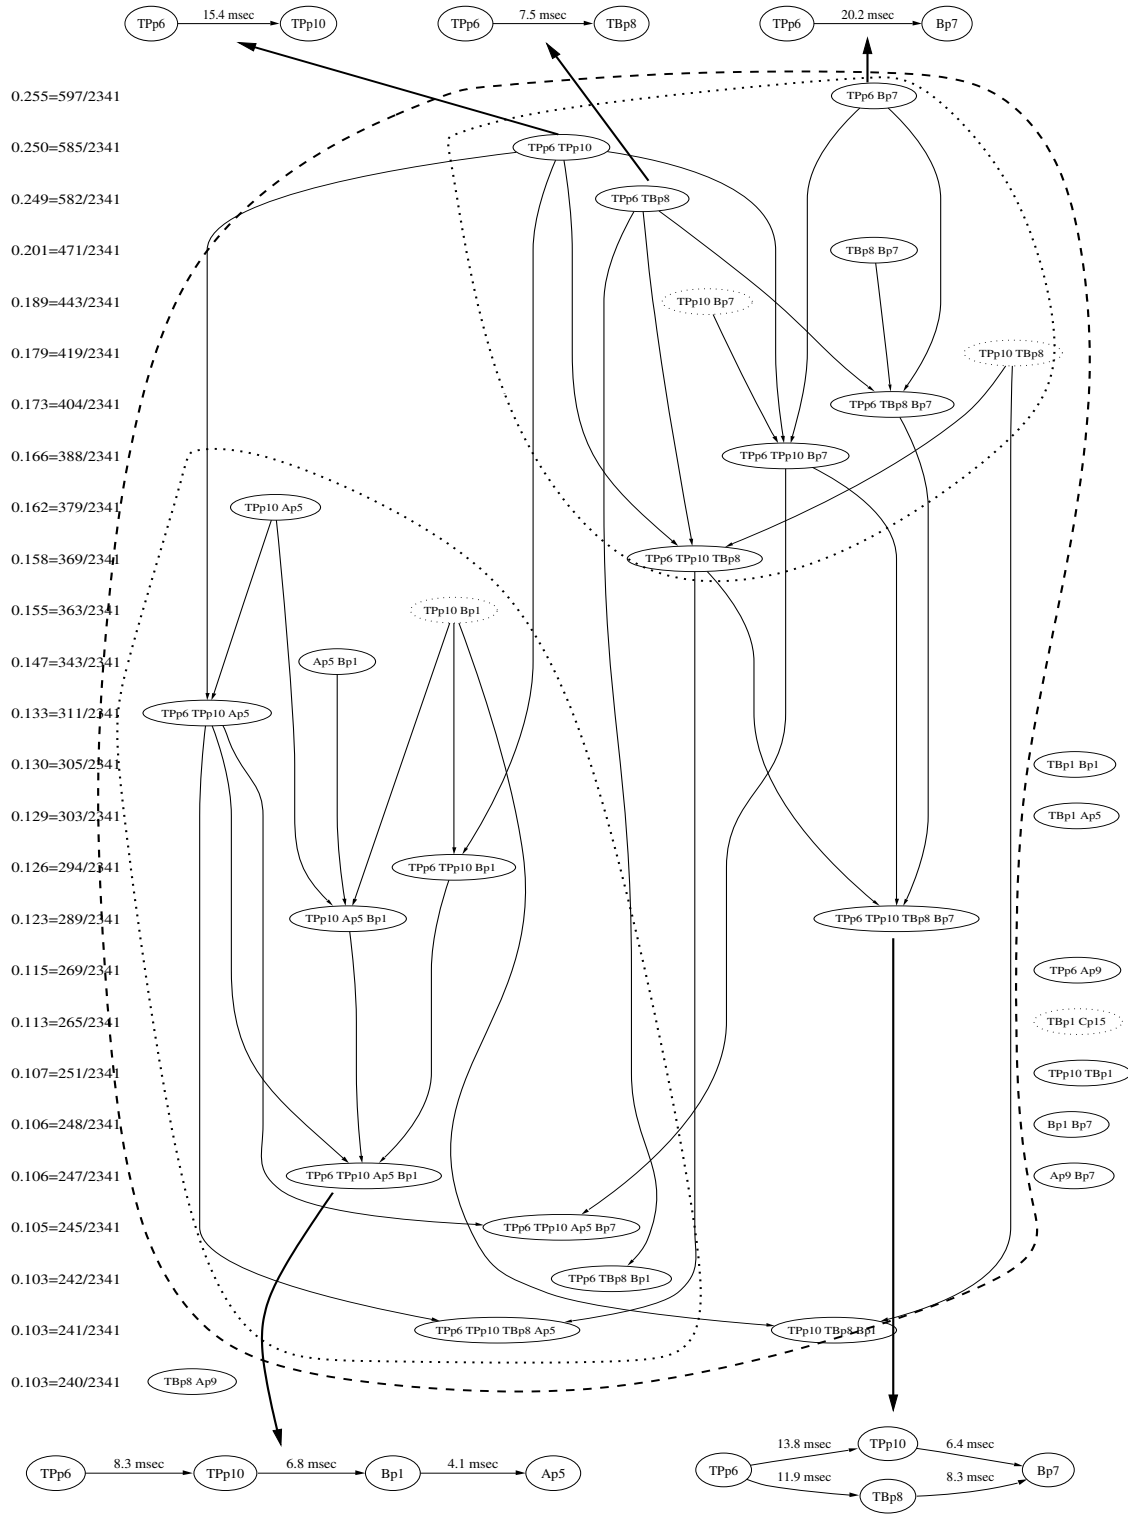 TPp6 15.4 msec TPp10 TPp6 7.5 msec TBp8 TPp6 20.2 msec Bp7
0.255=597/2341 TPp6 Bp7
0.250=585/2341 TPp6 TPp10
0.249=582/2341 TPp6 TBp8
0.201=471/2341 TBp8 Bp7
0.189=443/2341 TPp10 Bp7
0.179=419/2341 TPp10 TBp8
0.173=404/2341 TPp6 TBp8 Bp7
0.166=388/2341 TPp6 TPp10 Bp7
0.162=379/2341 TPp10 Ap5
0.158=369/2341 TPp6 TPp10 TBp8
0.155=363/2341 TPp10 Bp1
0.147=343/2341 Ap5 Bp1
0.133=311/2341 TPp6 TPp10 Ap5
0.130=305/2341 TBp1 Bp1
0.129=303/2341 TBp1 Ap5
0.126=294/2341 TPp6 TPp10 Bp1
0.123=289/2341 TPp10 Ap5 Bp1 TPp6 TPp10 TBp8 Bp7
0.115=269/2341 TPp6 Ap9
0.113=265/2341 TBp1 Cp15
0.107=251/2341 TPp10 TBp1
0.106=248/2341 Bp1 Bp7
0.106=247/2341 TPp6 TPp10 Ap5 Bp1 Ap9 Bp7
0.105=245/2341 TPp6 TPp10 Ap5 Bp7
0.103=242/2341 TPp6 TBp8 Bp1
0.103=241/2341 TPp6 TPp10 TBp8 Ap5 TPp10 TBp8 Bp1
0.103=240/2341 TBp8 Ap9
13.8 msec TPp10 6.4 msec
TPp6 8.3 msec TPp10 6.8 msec Bp1 4.1 msec Ap5 TPp6 Bp7
11.9 msec TBp8 8.3 msec